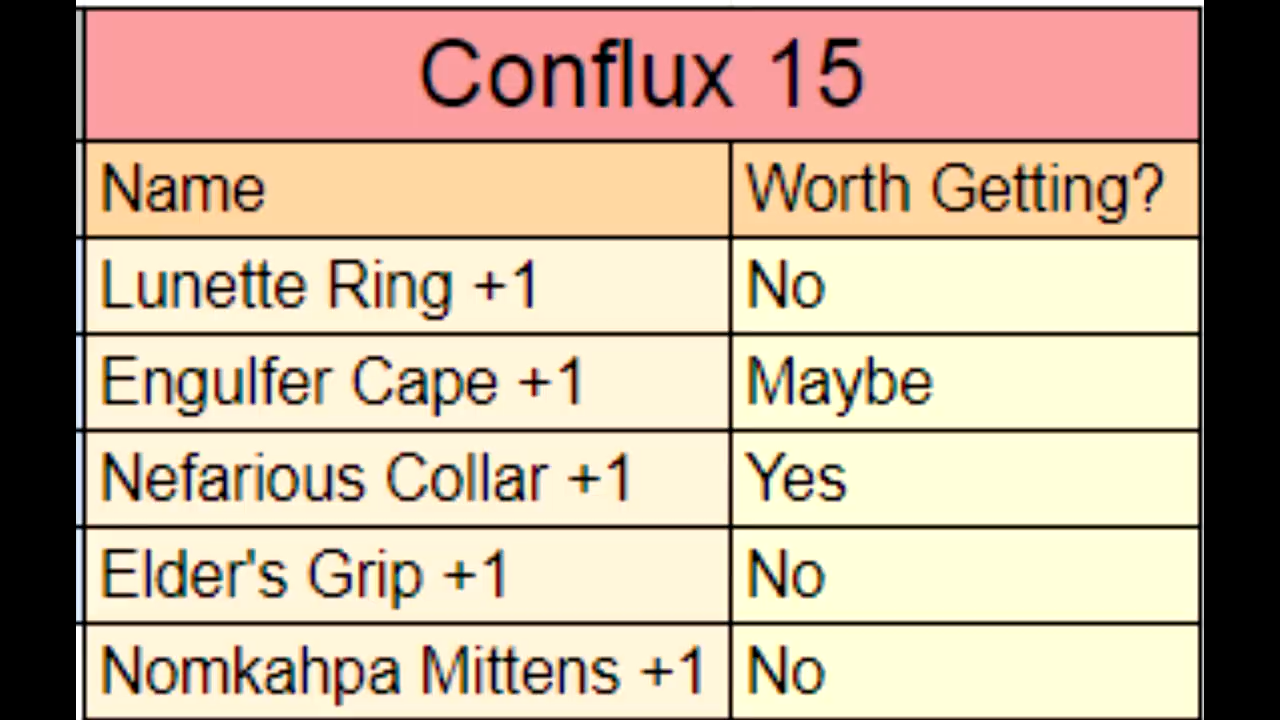 Conflux 15
Name Worth Getting?
Lunette Ring +1 No
Engulfer Cape +1 Maybe
Nefarious Collar +1 Yes
Elder's Grip +1 No
Nomkahpa Mittens +1 No